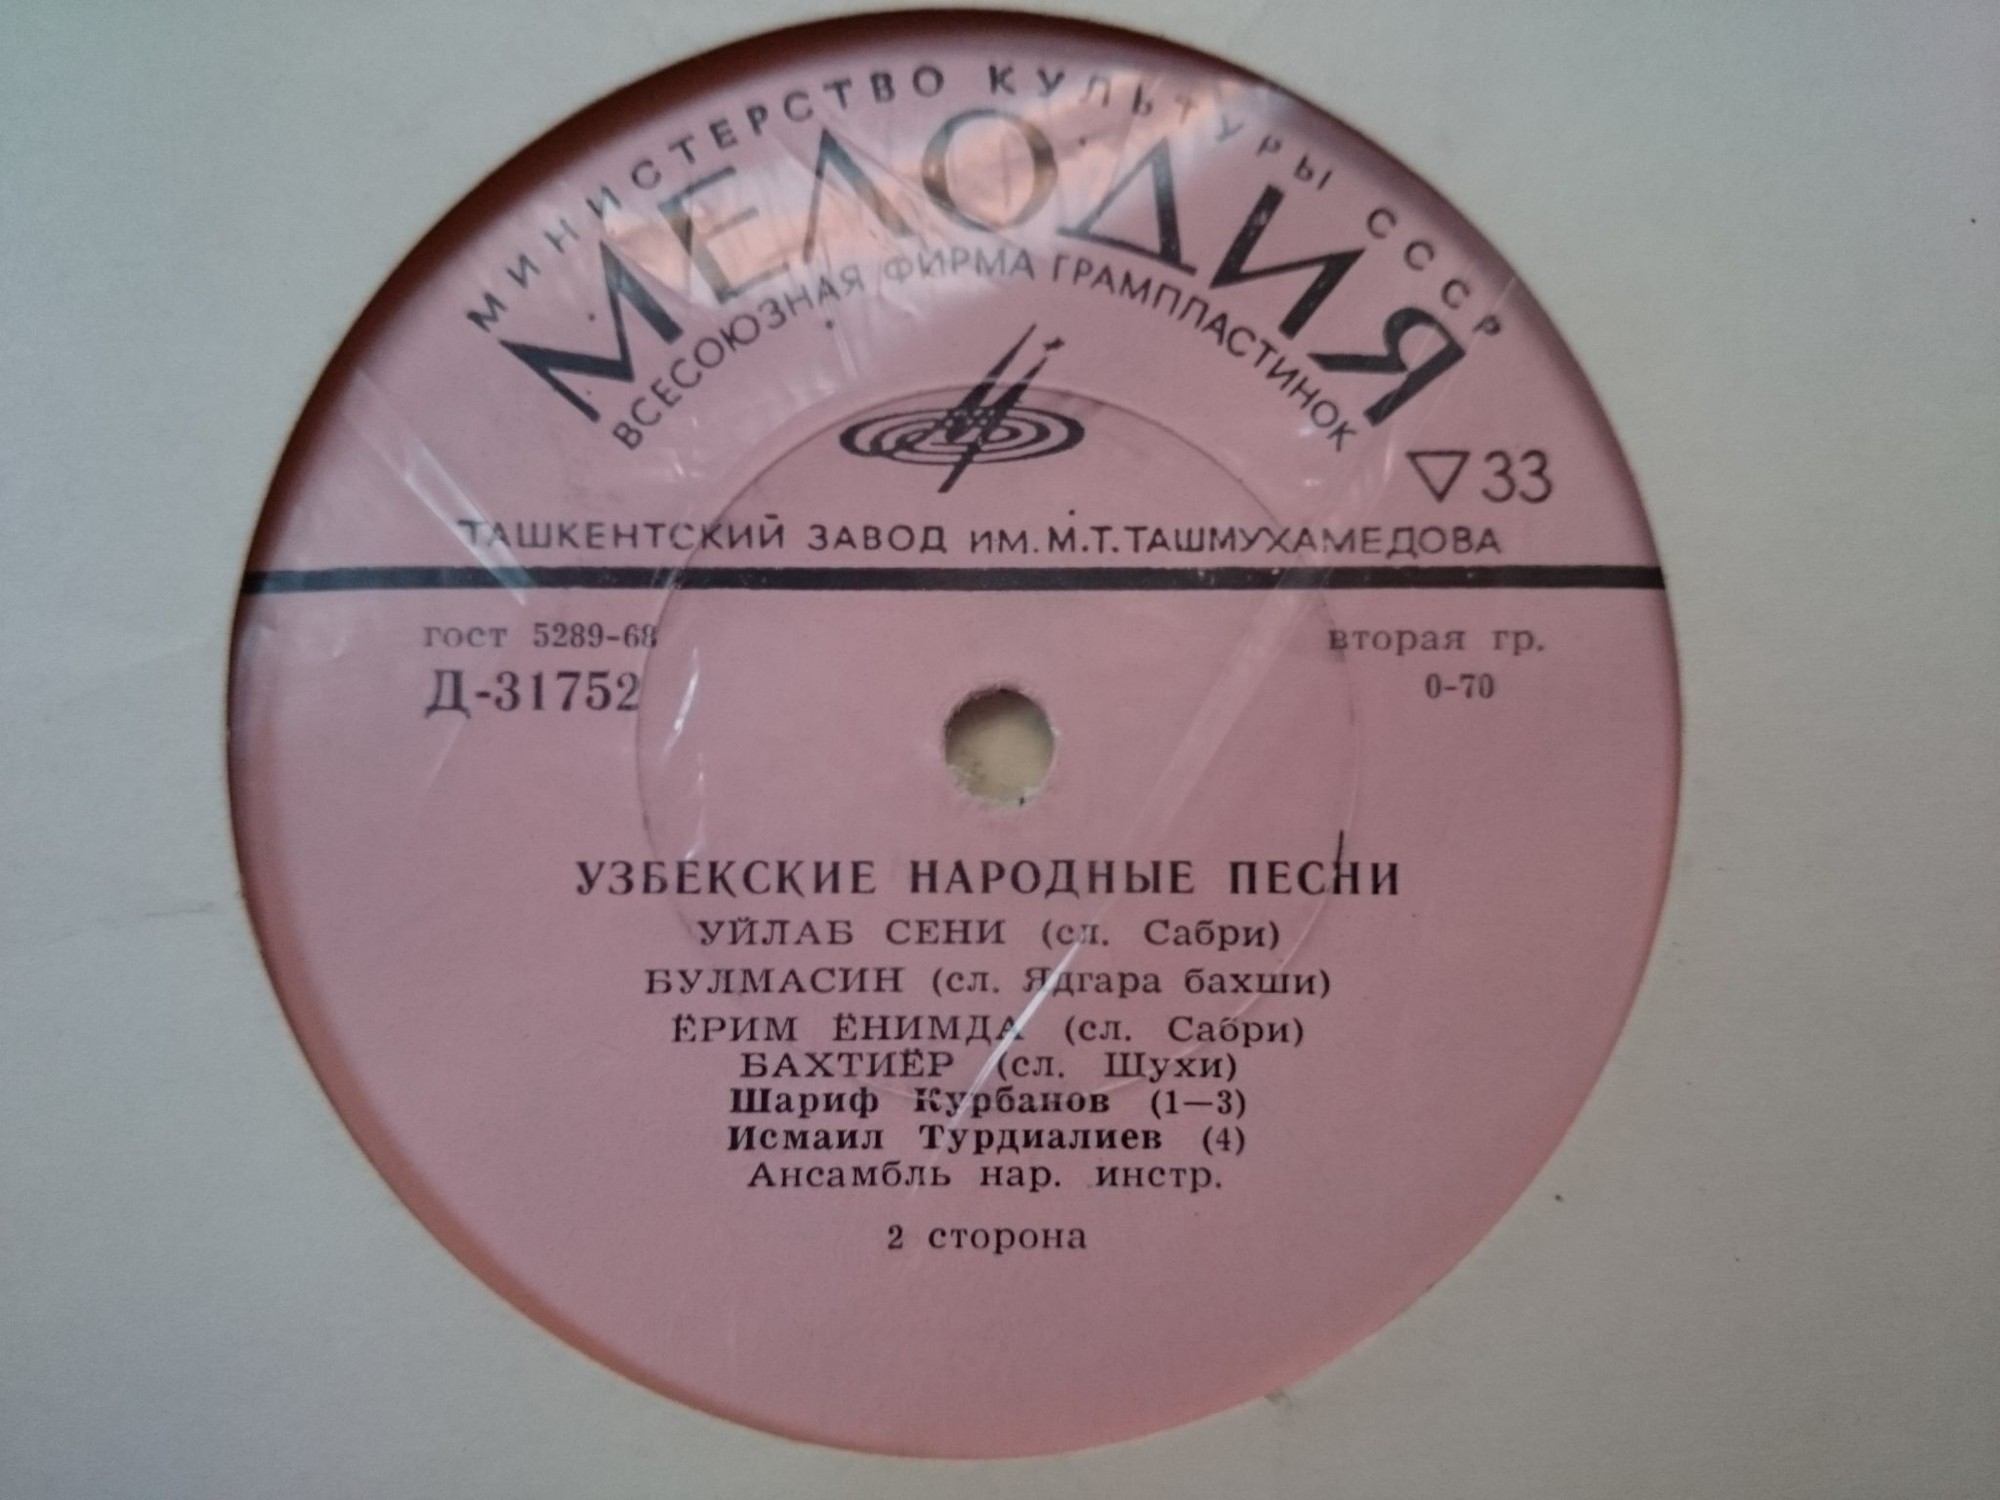 МИНИСТЕРСТВО КУЛЬТУРЫ СССР
МЕЛОДИЯ
ВСЕСОЮЗНАЯ ФИРМА ГРАМПЛАСТИНОК
33
ТАШКЕНТСКИЙ ЗАВОД ИМ. М.Т. ТАШМУХАМЕДОВА
гост 5289-68
вторая гр.
Д-31752
0-70
УЗБЕКСКИЕ НАРОДНЫЕ ПЕСНИ
УЙЛАБ СЕНИ (сл. Сабри)
БУЛМАСИН (сл. Ядгара бахши)
ЁРИМ ЁНИМДА (сл. Сабри)
БАХТИЁР (сл. Шухи)
Шариф Курбанов (1—3)
Исмаил Турдиалиев (4)
Ансамбль нар. инстр.
2 сторона